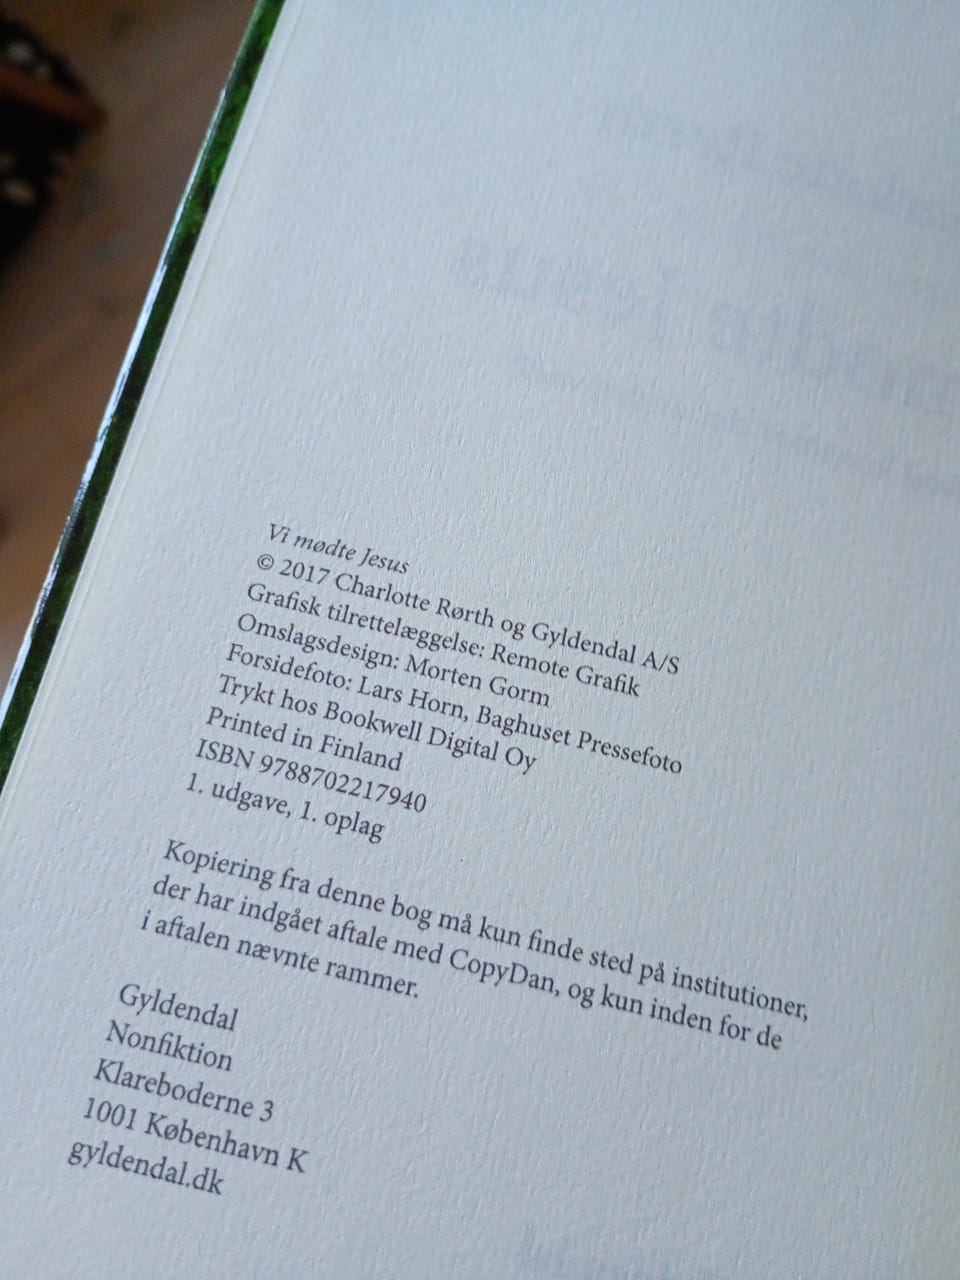 Vi mødte Jesus
© 2017 Charlotte Rørth og Gyldendal A/S
Grafisk tilrettelæggelse: Remote Grafik
Omslagsdesign: Morten Gorm
Forsidefoto: Lars Horn, Baghuset Pressefoto
Trykt hos Bookwell Digital Oy
Printed in Finland
ISBN 9788702217940
1. udgave, 1. oplag
Kopiering fra denne bog må kun finde sted på institutioner,
der har indgået aftale med CopyDan, og kun inden for de
i aftalen nævnte rammer.
Gyldendal
Nonfiktion
Klareboderne 3
1001 København K
gyldendal.dk